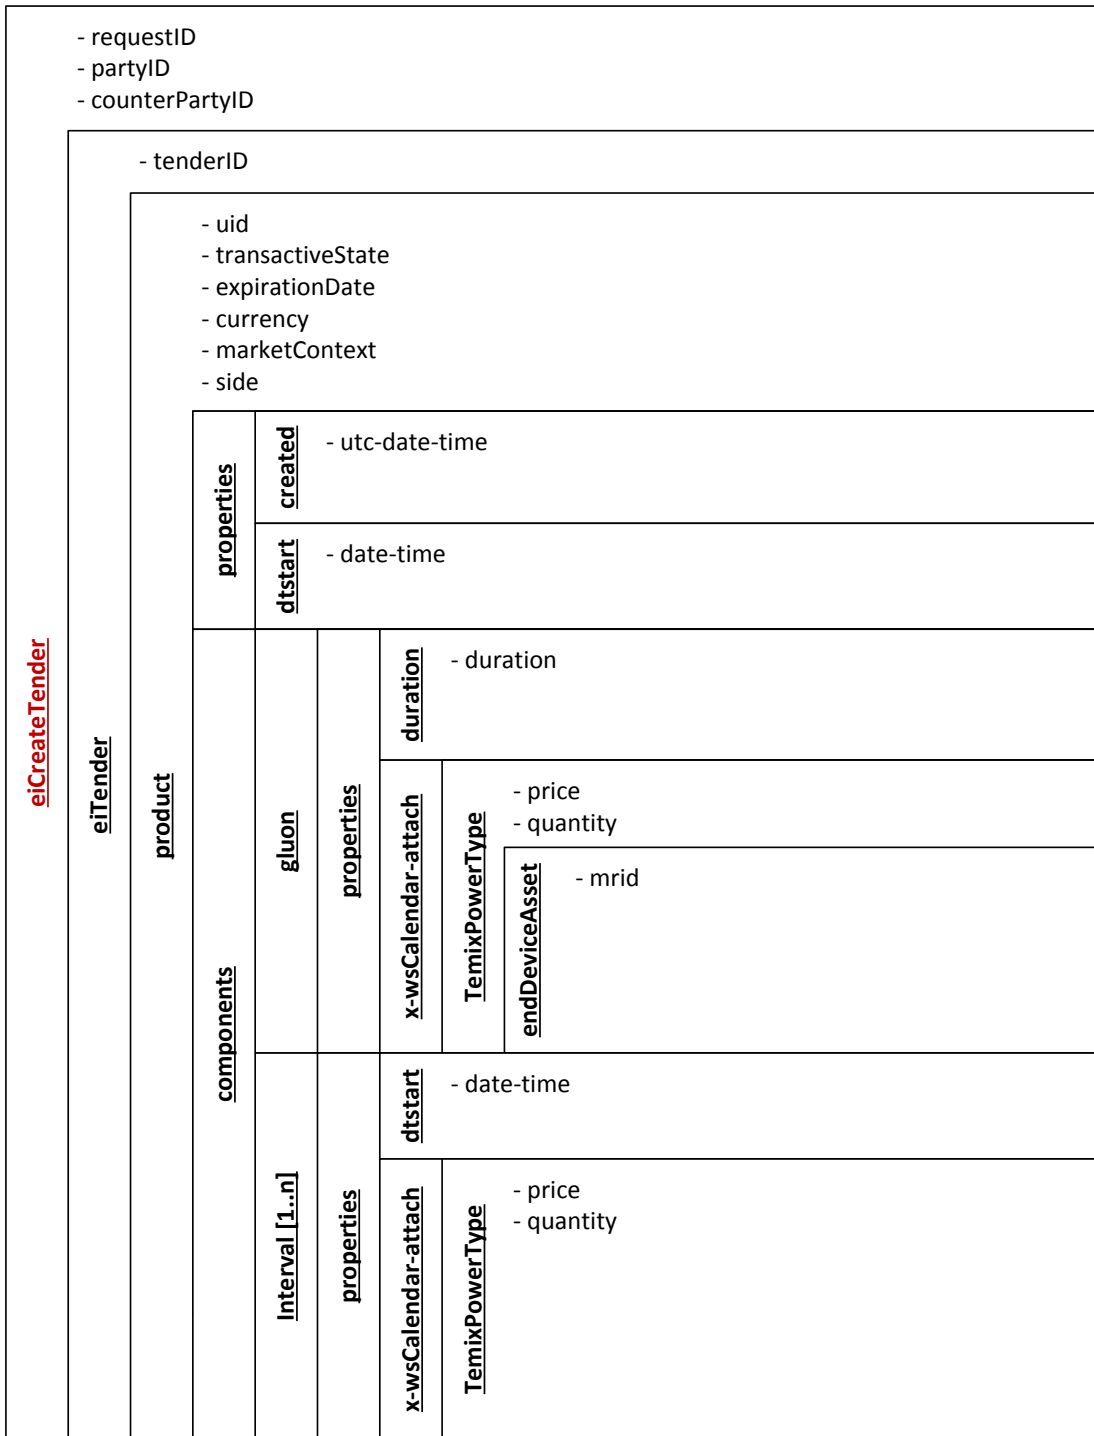 - requestID
- partyID
- counterPartyID
eiCreateTender
- tenderID
eiTender
- uid
- transactiveState
- expirationDate
- currency
- marketContext
- side
product
properties
created
- utc-date-time
dtstart
- date-time
components
gluon
properties
duration
- duration
x-wsCalendar-attach
TemixPowerType
- price
- quantity
endDeviceAsset
- mrid
Interval [1..n]
properties
dtstart
- date-time
x-wsCalendar-attach
TemixPowerType
- price
- quantity